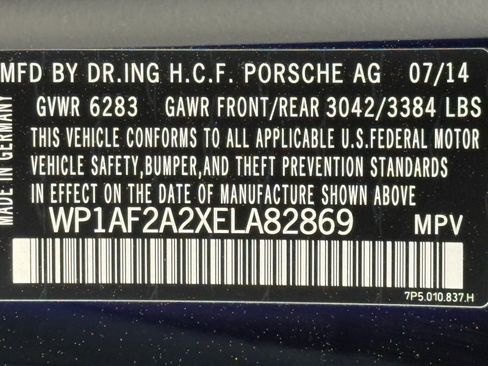 MFD BY DR.ING H.C.F. PORSCHE AG 07/14
GVWR 6283 GAWR FRONT/REAR 3042/3384 LBS
THIS VEHICLE CONFORMS TO ALL APPLICABLE U.S.FEDERAL MOTOR
VEHICLE SAFETY,BUMPER,AND THEFT PREVENTION STANDARDS
IN EFFECT ON THE DATE OF MANUFACTURE SHOWN ABOVE.
WP1AF2A2XELA82869 MPV
7P5.010.837.H
MADE IN GERMANY